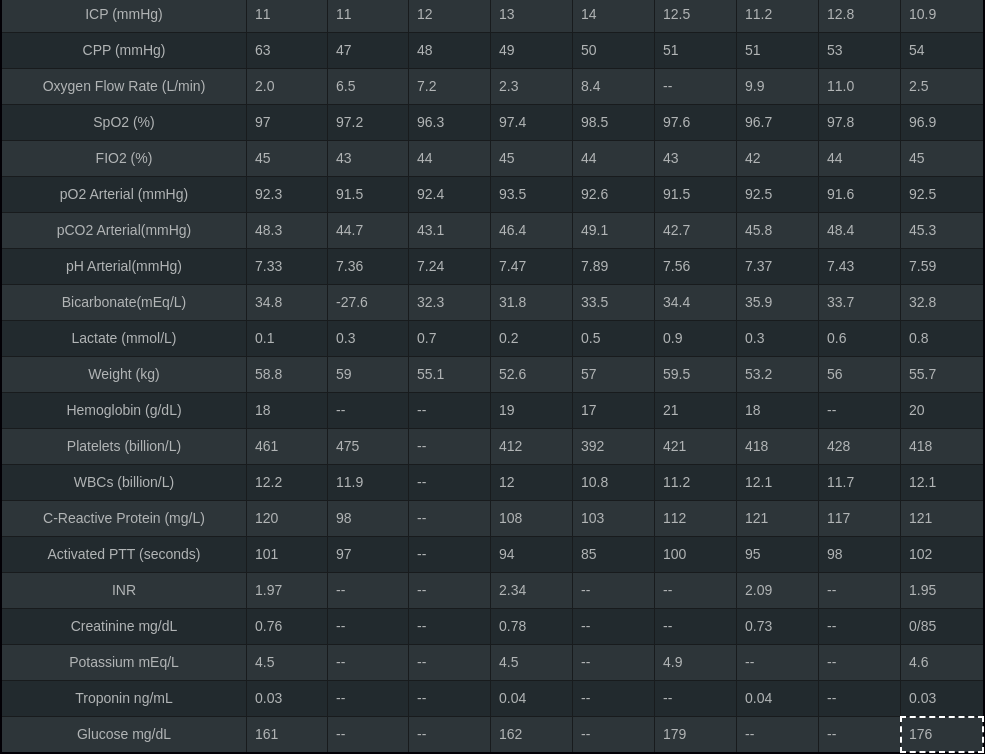 ICP (mmHg) 11 11 12 13 14 12.5 11.2 12.8 10.9
CPP (mmHg) 63 47 48 49 50 51 51 53 54
Oxygen Flow Rate (L/min) 2.0 6.5 7.2 2.3 8.4 -- 9.9 11.0 2.5
SpO2 (%) 97 97.2 96.3 97.4 98.5 97.6 96.7 97.8 96.9
FIO2 (%) 45 43 44 45 44 43 42 44 45
pO2 Arterial (mmHg) 92.3 91.5 92.4 93.5 92.6 91.5 92.5 91.6 92.5
pCO2 Arterial(mmHg) 48.3 44.7 43.1 46.4 49.1 42.7 45.8 48.4 45.3
pH Arterial(mmHg) 7.33 7.36 7.24 7.47 7.89 7.56 7.37 7.43 7.59
Bicarbonate(mEq/L) 34.8 -27.6 32.3 31.8 33.5 34.4 35.9 33.7 32.8
Lactate (mmol/L) 0.1 0.3 0.7 0.2 0.5 0.9 0.3 0.6 0.8
Weight (kg) 58.8 59 55.1 52.6 57 59.5 53.2 56 55.7
Hemoglobin (g/dL) 18 -- -- 19 17 21 18 -- 20
Platelets (billion/L) 461 475 -- 412 392 421 418 428 418
WBCs (billion/L) 12.2 11.9 -- 12 10.8 11.2 12.1 11.7 12.1
C-Reactive Protein (mg/L) 120 98 -- 108 103 112 121 117 121
Activated PTT (seconds) 101 97 -- 94 85 100 95 98 102
INR 1.97 -- -- 2.34 -- -- 2.09 -- 1.95
Creatinine mg/dL 0.76 -- -- 0.78 -- -- 0.73 -- 0/85
Potassium mEq/L 4.5 -- -- 4.5 -- 4.9 -- -- 4.6
Troponin ng/mL 0.03 -- -- 0.04 -- -- 0.04 -- 0.03
Glucose mg/dL 161 -- -- 162 -- 179 -- -- 176